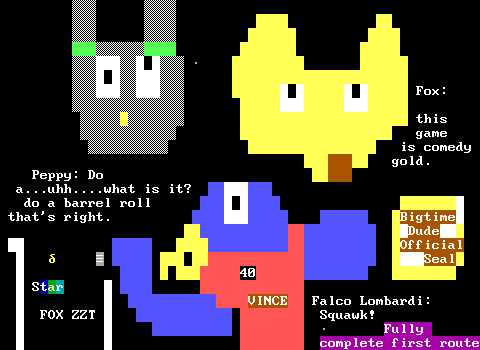 Fox:
this
game
is comedy
gold.
Peppy: Do
a...uhh....what is it?
do a barrel roll
that's right.
Bigtime
Dude
Official
Seal
Star
FOX ZZT
40
VINCE
Falco Lombardi:
Squawk!
Fully
complete first route